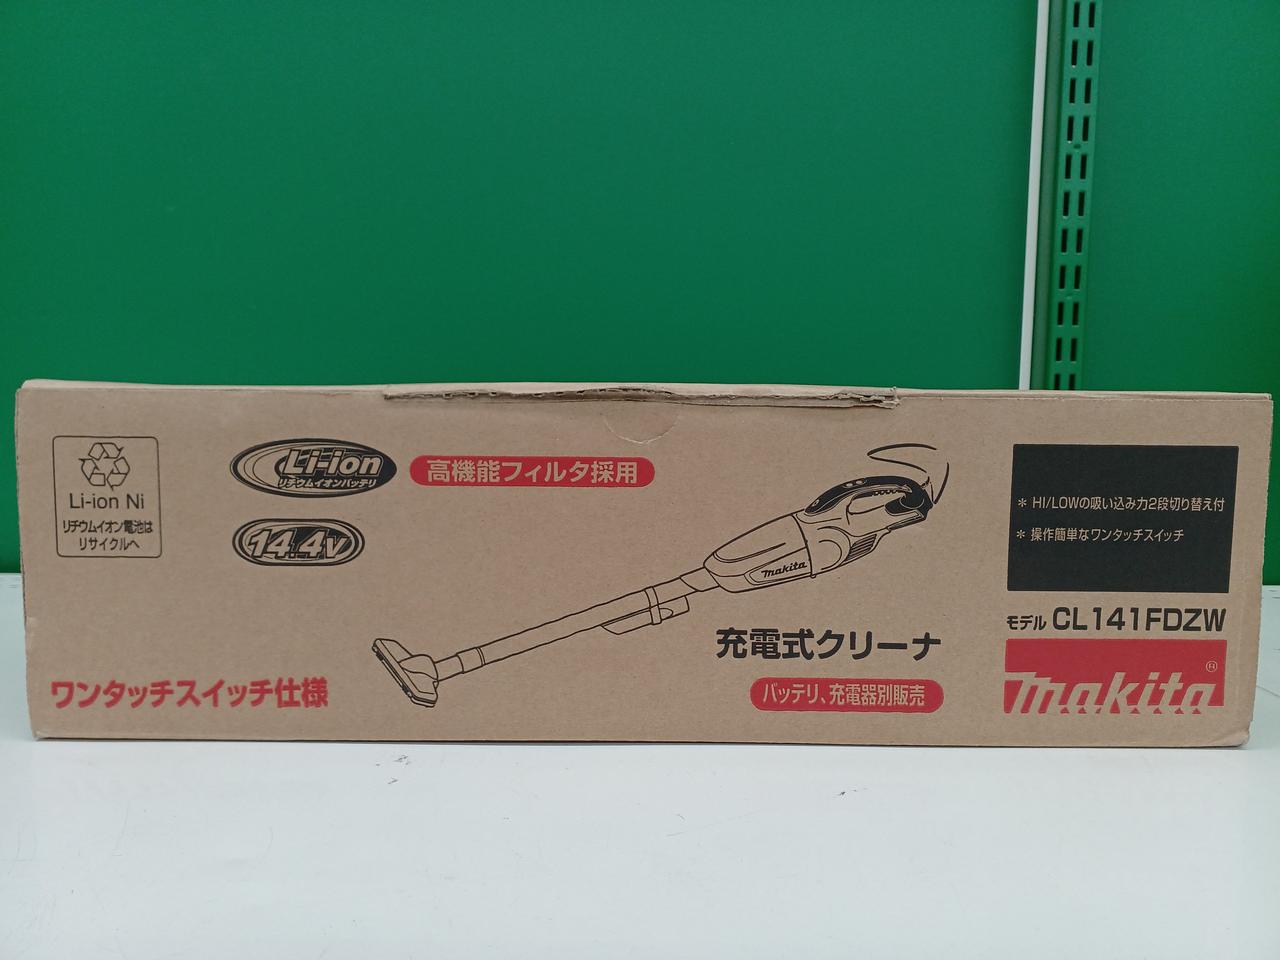 Li-ion Ni
リチウムイオン電池は
リサイクルへ
Li-ion
リチウムイオンバッテリ
高機能フィルタ採用
14.4V
makita
ワンタッチスイッチ仕様
充電式クリーナ
バッテリ、充電器別販売
* HI/LOWの吸い込み力2段切り替え付
* 操作簡単なワンタッチスイッチ
モデル CL141FDZW
makita®